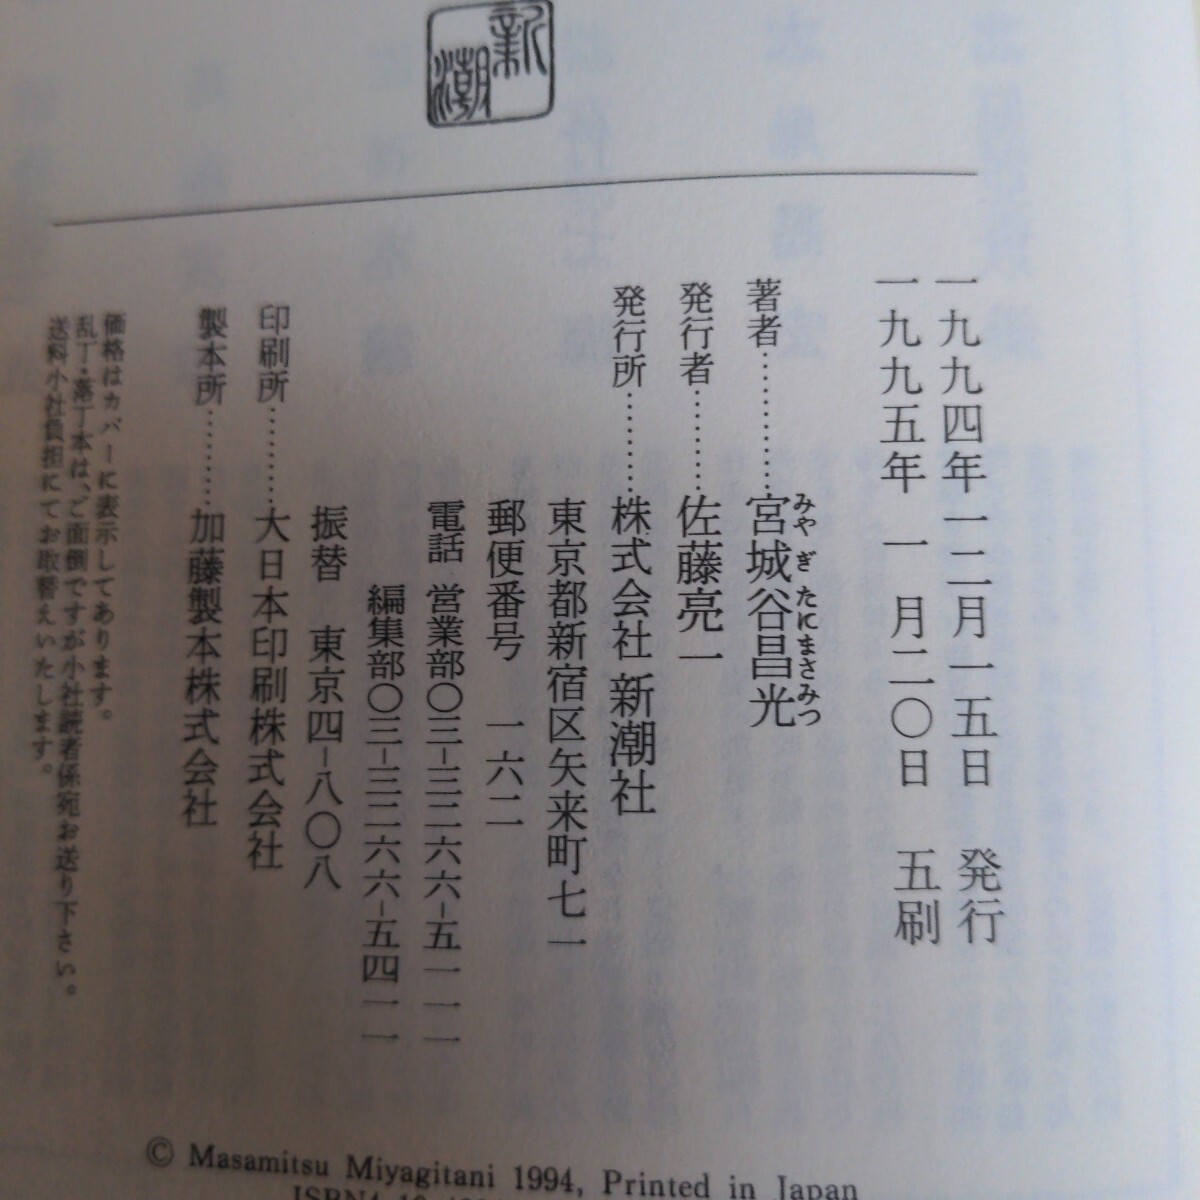 新潮
一九九四年一二月一五日 発行
一九九五年 一 月二〇日 五刷
みやぎたにまさみつ
著者………宮城谷昌光
発行者………佐藤亮一
発行所………株式会社 新潮社
東京都新宿区矢来町七一
郵便番号 一六二
電話 営業部〇三-三二六六-五一一一
編集部〇三-三二六六-五四一一
振替 東京四-八〇八
印刷所………大日本印刷株式会社
製本所………加藤製本株式会社
価格はカバーに表示してあります。
乱丁・落丁本は、ご面倒ですが小社読者係宛お送り下さい。
送料小社負担にてお取替えいたします。
© Masamitsu Miyagitani 1994, Printed in Japan